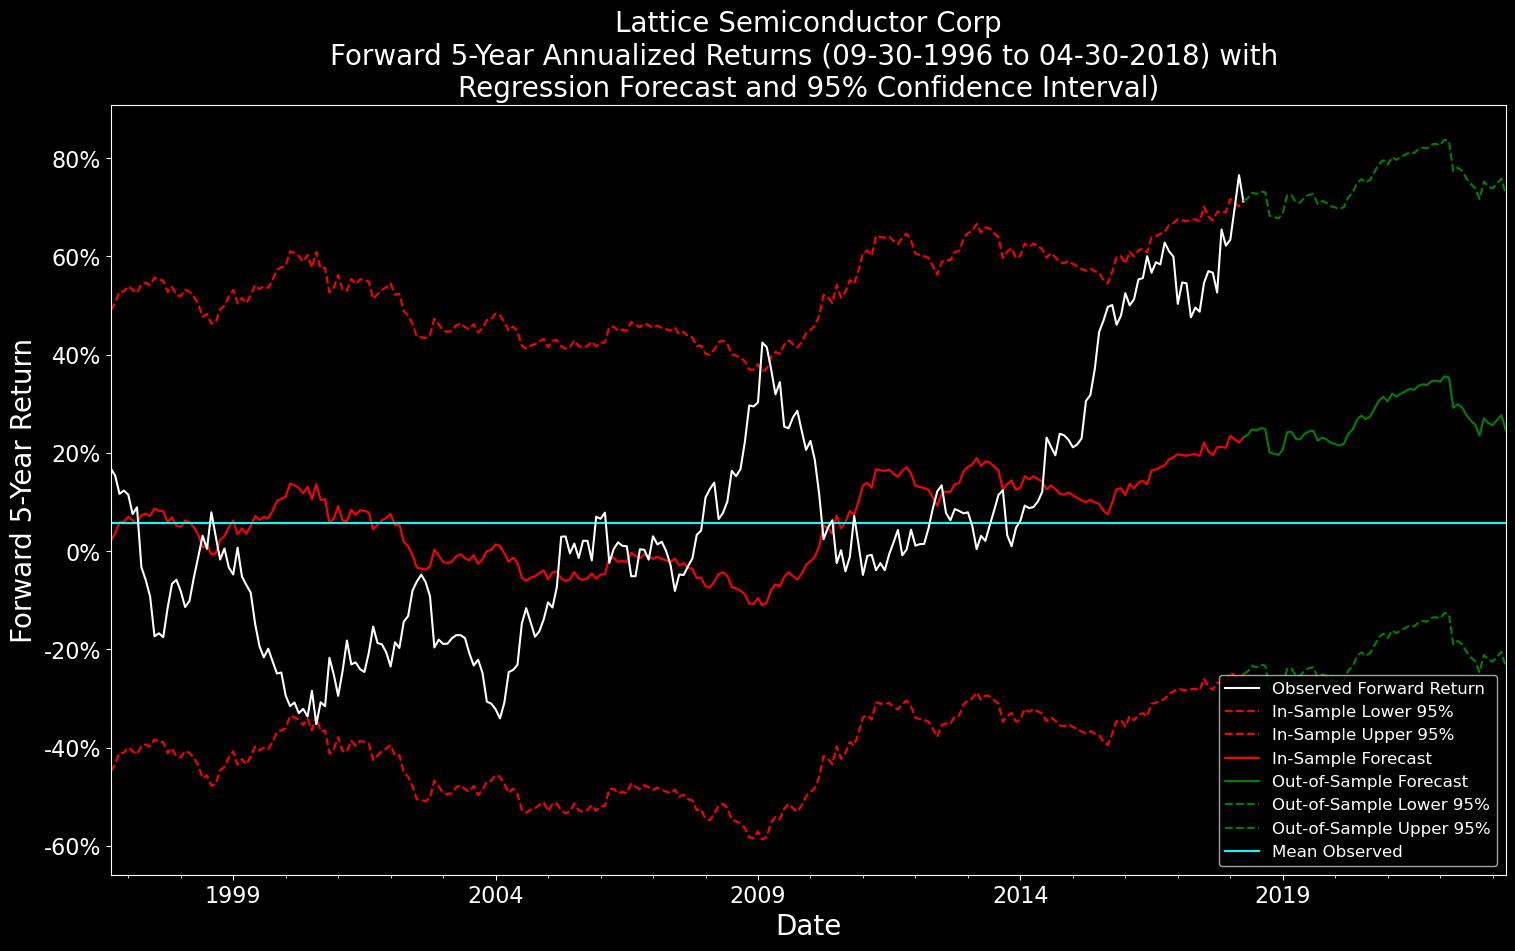 Lattice Semiconductor Corp
Forward 5-Year Annualized Returns (09-30-1996 to 04-30-2018) with
Regression Forecast and 95% Confidence Interval)
Forward 5-Year Return
80%
60%
40%
20%
0%
-20%
-40%
-60%
1999
2004
2009
2014
2019
Date
Observed Forward Return
In-Sample Lower 95%
In-Sample Upper 95%
In-Sample Forecast
Out-of-Sample Forecast
Out-of-Sample Lower 95%
Out-of-Sample Upper 95%
Mean Observed